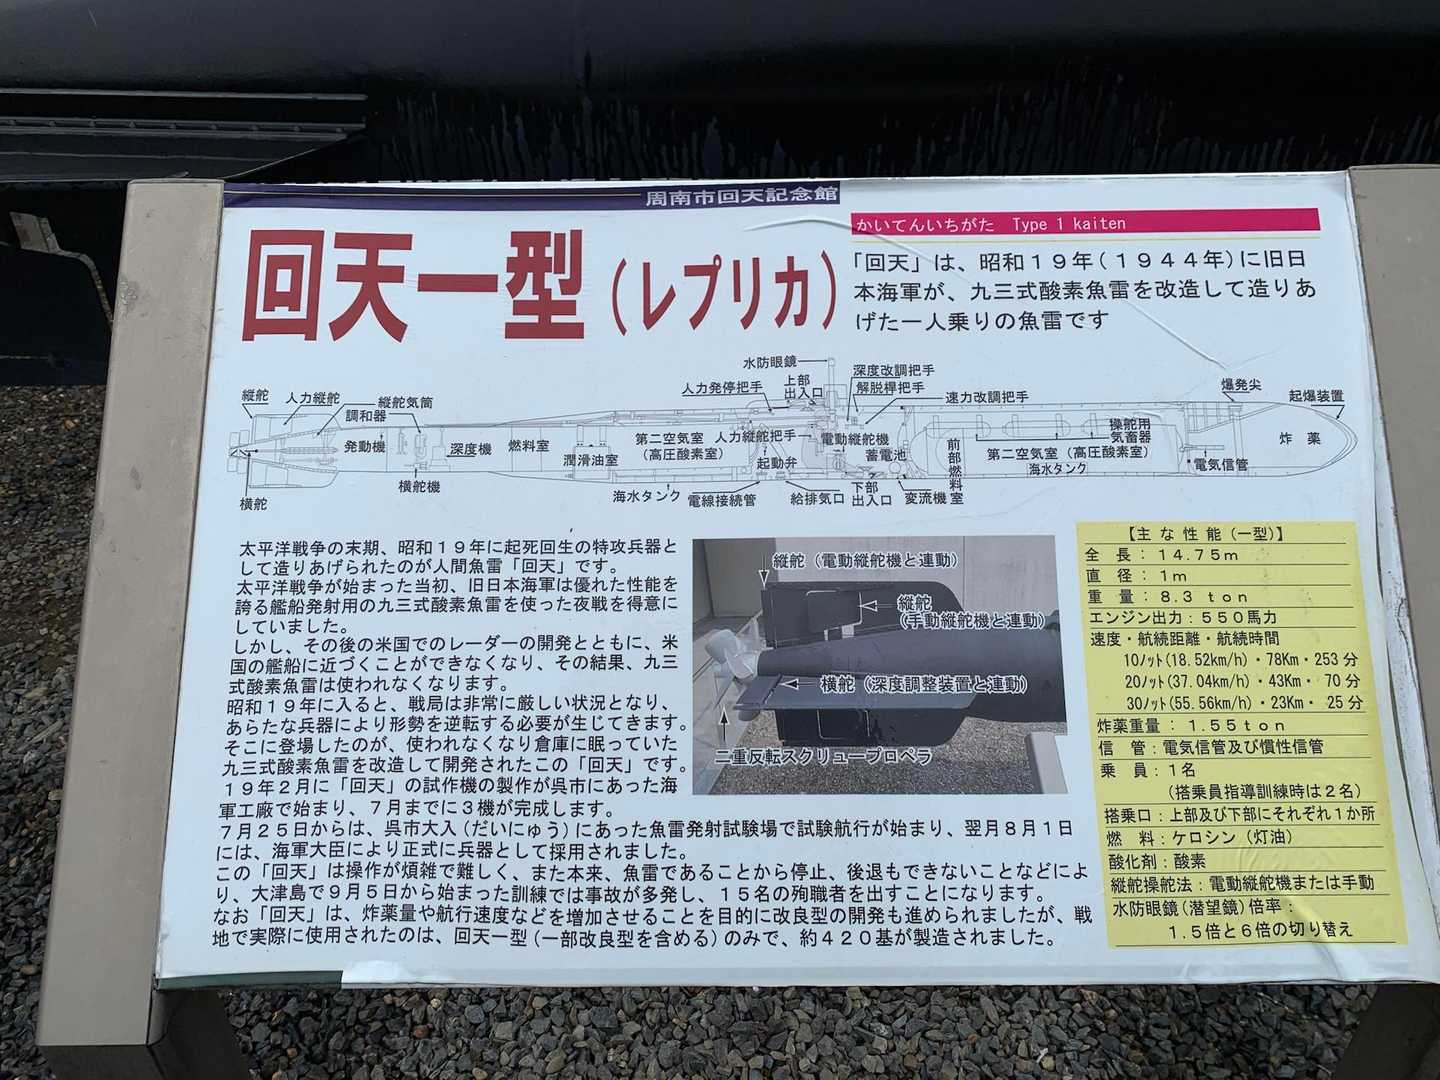 周南市回天記念館
回天一型（レプリカ）
かいてんいちがた　Type 1 kaiten
「回天」は、昭和１９年（１９４４年）に旧日
本海軍が、九三式酸素魚雷を改造して造りあ
げた一人乗りの魚雷です
水防眼鏡
人力発停把手
上部
出入口
深度改調把手
解脱桿把手
速力改調把手
爆発尖
起爆装置
縦舵
人力縦舵
縦舵気筒
調和器
発動機
深度機
燃料室
潤滑油室
第二空気室
（高圧酸素室）
人力縦舵把手
起動弁
電動縦舵機
蓄電池
前部燃料室
操舵用
気畜器
第二空気室（高圧酸素室）
海水タンク
電気信管
炸　薬
横舵
横舵機
海水タンク
電線接続管
給排気口
下部
出入口
変流機
太平洋戦争の末期、昭和１９年に起死回生の特攻兵器と
して造りあげられたのが人間魚雷「回天」です。
太平洋戦争が始まった当初、旧日本海軍は優れた性能を
誇る艦船発射用の九三式酸素魚雷を使った夜戦を得意に
していました。
しかし、その後の米国でのレーダーの開発とともに、米
国の艦船に近づくことができなくなり、その結果、九三
式酸素魚雷は使われなくなります。
昭和１９年に入ると、戦局は非常に厳しい状況となり、
あらたな兵器により形勢を逆転する必要が生じてきます。
そこに登場したのが、使われなくなり倉庫に眠っていた
九三式酸素魚雷を改造して開発されたこの「回天」です。
１９年２月に「回天」の試作機の製作が呉市にあった海
軍工廠で始まり、７月までに３機が完成します。
７月２５日からは、呉市大入（だいにゅう）にあった魚雷発射試験場で試験航行が始まり、翌月８月１日
には、海軍大臣により正式に兵器として採用されました。
この「回天」は操作が煩雑で難しく、また本来、魚雷であることから停止、後退もできないことなどによ
り、大津島で９月５日から始まった訓練では事故が多発し、１５名の殉職者を出すことになります。
なお「回天」は、炸薬量や航行速度などを増加させることを目的に改良型の開発も進められましたが、戦
地で実際に使用されたのは、回天一型（一部改良型を含める）のみで、約４２０基が製造されました。
縦舵（電動縦舵機と連動）
縦舵
（手動縦舵機と連動）
横舵（深度調整装置と連動）
二重反転スクリュープロペラ
【主な性能（一型）】
全　長：１４.７５ｍ
直　径：１ｍ
重　量：８.３ ｔｏｎ
エンジン出力：５５０馬力
速度・航続距離・航続時間
10ﾉｯﾄ(18.52km/h)・78Km・253分
20ﾉｯﾄ(37.04km/h)・43Km・ 70分
30ﾉｯﾄ(55.56km/h)・23Km・ 25分
炸薬重量：１.５５ｔｏｎ
信　管：電気信管及び慣性信管
乗　員：１名
（搭乗員指導訓練時は２名）
搭乗口：上部及び下部にそれぞれ１か所
燃　料：ケロシン（灯油）
酸化剤：酸素
縦舵操舵法：電動縦舵機または手動
水防眼鏡（潜望鏡）倍率：
１.５倍と６倍の切り替え